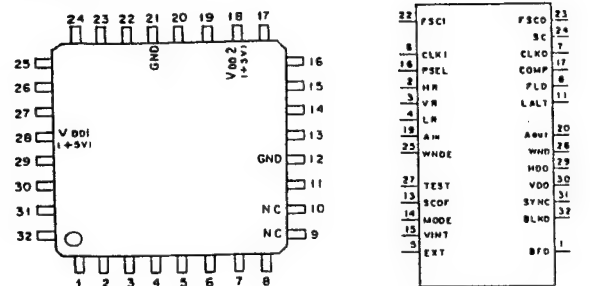 24 23 22 21 20 19 18 17
GND
VDD2
(+5V)
25 16
26 15
27 14
28 VDD1 13
(+5V)
29 GND 12
30 11
31 NC 10
32 NC 9
1 2 3 4 5 6 7 8
22 FSCI FSCO 23
SC 24
8 CLKI CLKO 7
16 PSEL COMP 17
2 HR FLD 6
3 VR LALT 11
4 LR
19 Ain Aout 20
25 WNDE WND 26
HDO 29
27 TEST VDO 30
13 SCOF SYNC 31
14 MODE BLKD 32
15 VINT
5 EXT BFD 1